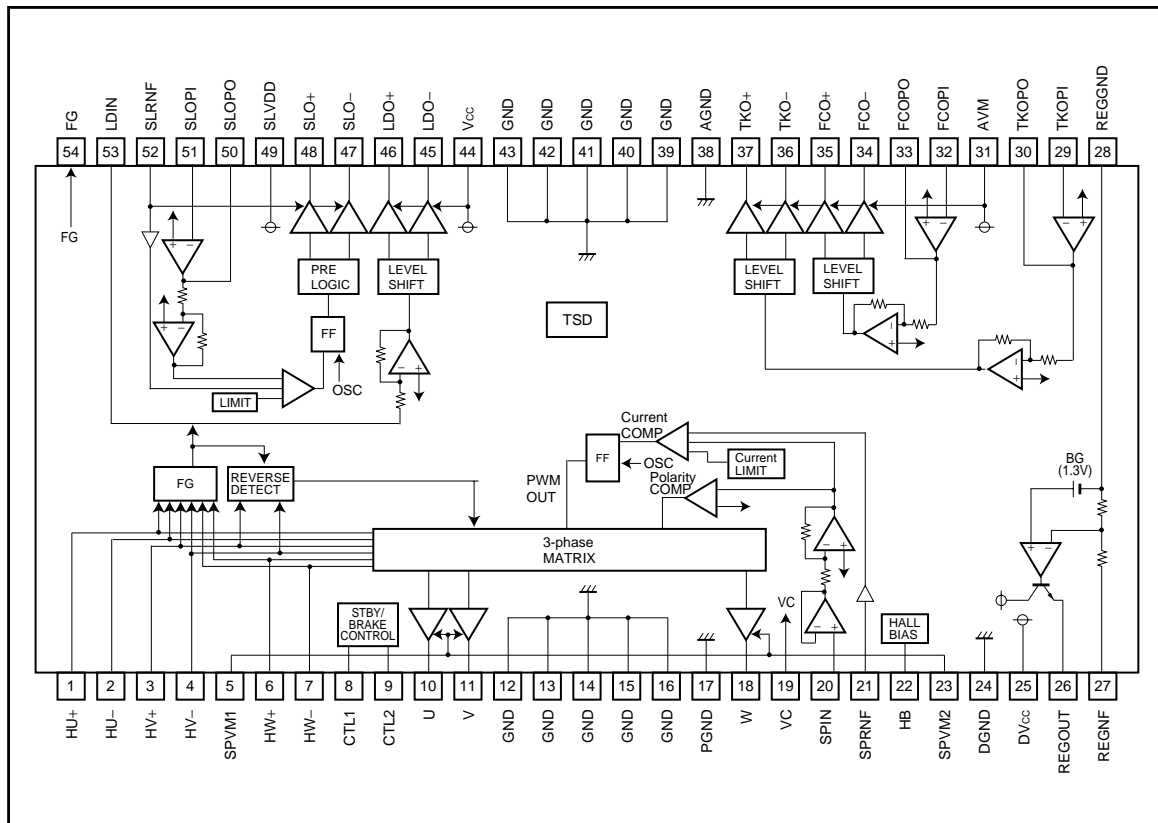 FG
LDIN
SLRNF
SLOPI
SLOPO
SLVDD
SLO+
SLO−
LDO+
LDO−
Vcc
GND
GND
GND
GND
GND
AGND
TKO+
TKO−
FCO+
FCO−
FCOPO
FCOPI
AVM
TKOPO
TKOPI
REGGND
54
53
52
51
50
49
48
47
46
45
44
43
42
41
40
39
38
37
36
35
34
33
32
31
30
29
28
FG
+ −
PRE
LOGIC
LEVEL
SHIFT
LEVEL
SHIFT
LEVEL
SHIFT
+ −
+ −
+ −
FF
TSD
−
+
−
+
− +
OSC
LIMIT
Current
COMP
FF
OSC
Current
LIMIT
Polarity
COMP
PWM
OUT
BG
(1.3V)
FG
REVERSE
DETECT
3-phase
MATRIX
− +
+ −
− +
STBY/
BRAKE
CONTROL
VC
HALL
BIAS
1
2
3
4
5
6
7
8
9
10
11
12
13
14
15
16
17
18
19
20
21
22
23
24
25
26
27
HU+
HU−
HV+
HV−
SPVM1
HW+
HW−
CTL1
CTL2
U
V
GND
GND
GND
GND
GND
PGND
W
VC
SPIN
SPRNF
HB
SPVM2
DGND
DVcc
REGOUT
REGNF